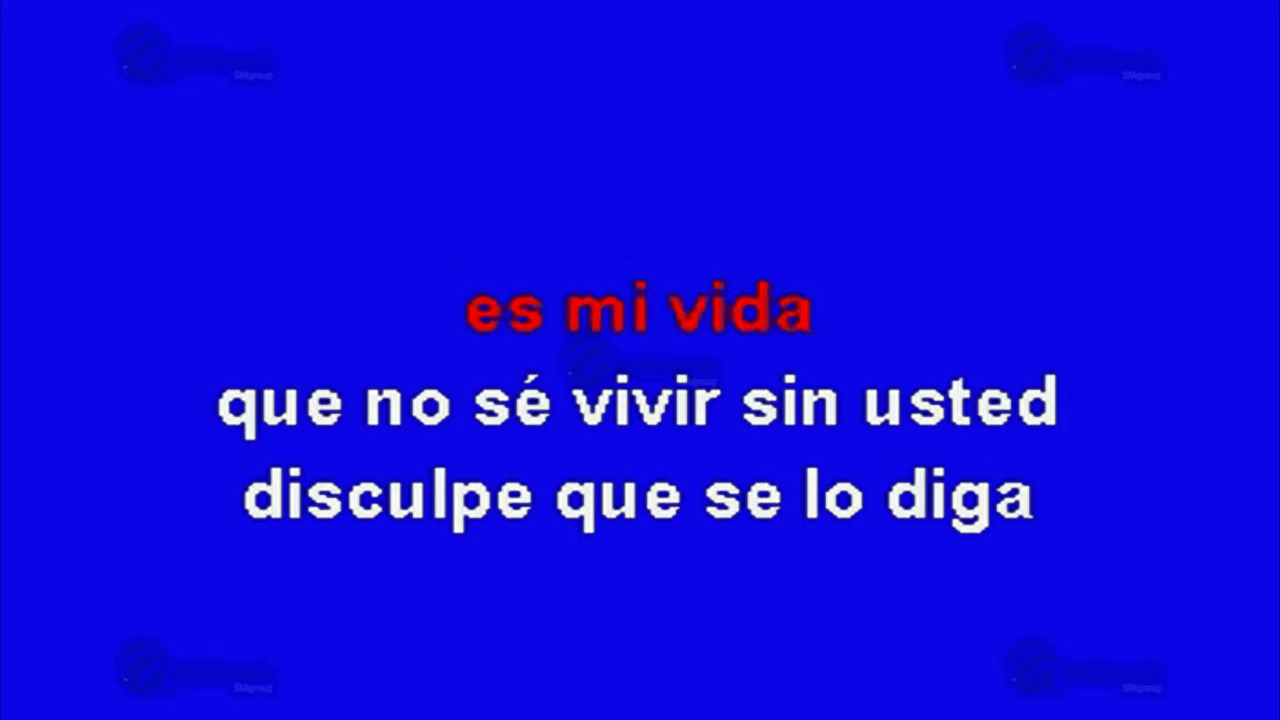 es mi vida
que no sé vivir sin usted
disculpe que se lo diga